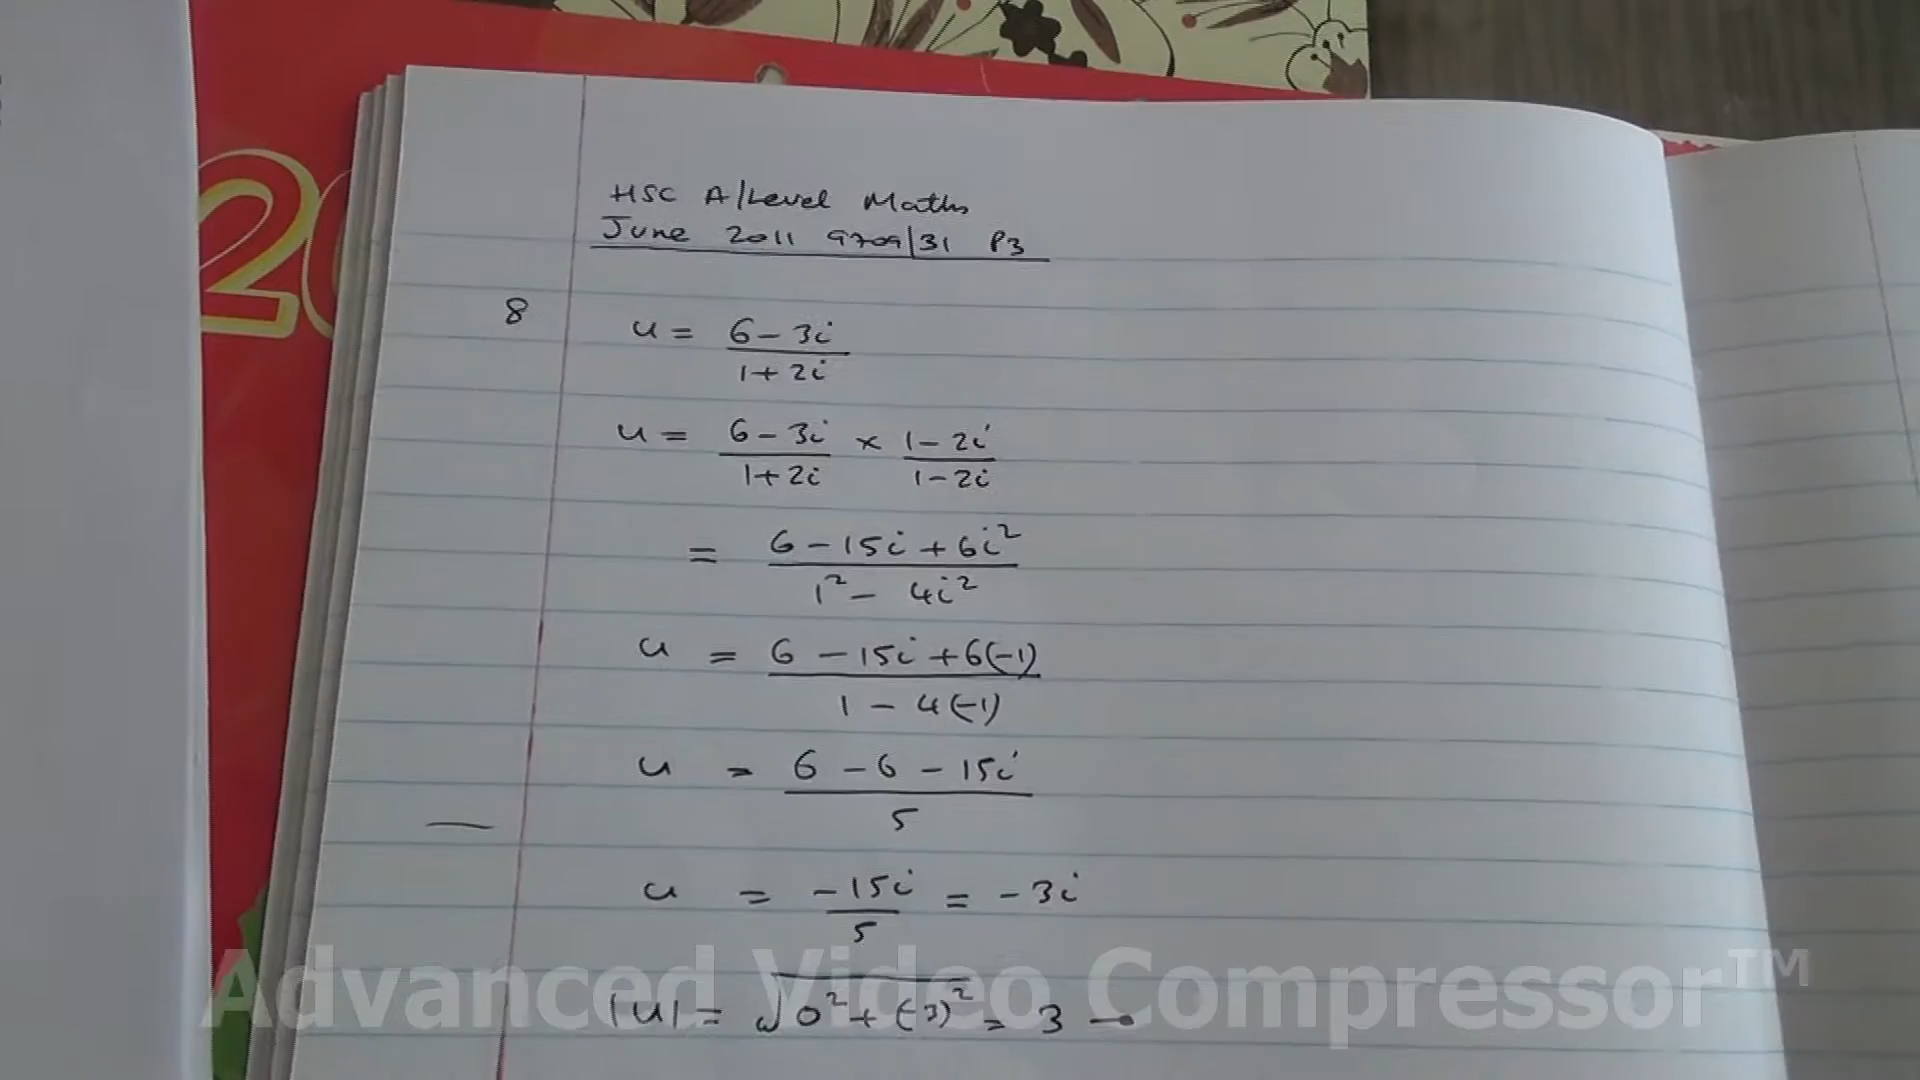 20
HSC A/Level Maths
June 2011 9709/31 P3
8
u = 6 - 3i / 1 + 2i
u = 6 - 3i / 1 + 2i × 1 - 2i / 1 - 2i
= 6 - 15i + 6i² / 1² - 4i²
u = 6 - 15i + 6(-1) / 1 - 4(-1)
u = 6 - 6 - 15i / 5
u = -15i / 5 = -3i
|u| = √0² + (-3)² = 3
Advanced Video Compressor™